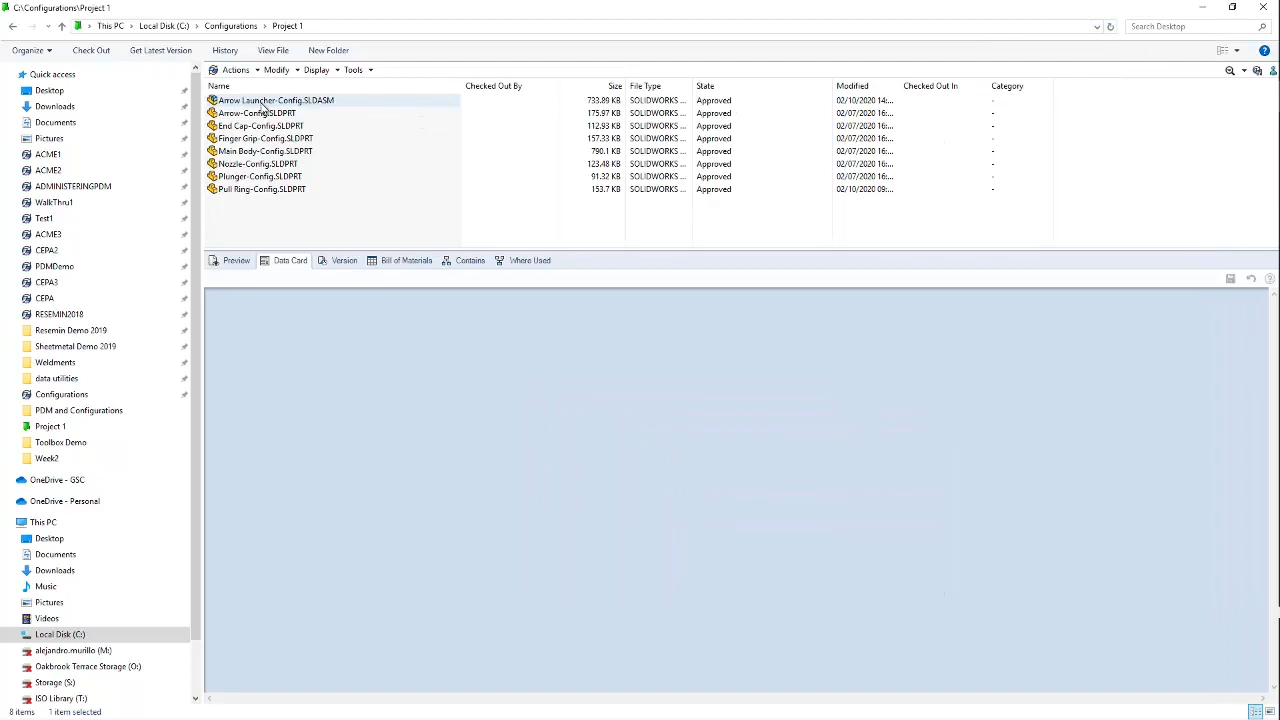 C:\Configurations\Project 1
This PC > Local Disk (C:) > Configurations > Project 1
Search Desktop
Organize Check Out Get Latest Version History View File New Folder
Quick access
Desktop
Downloads
Documents
Pictures
ACME1
ACME2
ADMINISTERINGPDM
WalkThru1
Test1
ACME3
CEPA2
PDMDemo
CEPA3
CEPA
RESEMIN2018
Resemin Demo 2019
Sheetmetal Demo 2019
Weldments
data utilities
Configurations
PDM and Configurations
Project 1
Toolbox Demo
Week2
OneDrive - GSC
OneDrive - Personal
This PC
Desktop
Documents
Downloads
Music
Pictures
Videos
Local Disk (C:)
alejandro.murillo (M:)
Oakbrook Terrace Storage (O:)
Storage (S:)
ISO Library (T:)
Actions Modify Display Tools
Name Checked Out By Size File Type State Modified Checked Out In Category
Arrow Launcher-Config.SLDASM 733.89 KB SOLIDWORKS ... Approved 02/10/2020 14:... -
Arrow-Config.SLDPRT 175.97 KB SOLIDWORKS ... Approved 02/07/2020 16:... -
End Cap-Config.SLDPRT 112.93 KB SOLIDWORKS ... Approved 02/07/2020 16:... -
Finger Grip-Config.SLDPRT 157.33 KB SOLIDWORKS ... Approved 02/07/2020 16:... -
Main Body-Config.SLDPRT 790.1 KB SOLIDWORKS ... Approved 02/07/2020 16:... -
Nozzle-Config.SLDPRT 123.48 KB SOLIDWORKS ... Approved 02/07/2020 16:... -
Plunger-Config.SLDPRT 91.32 KB SOLIDWORKS ... Approved 02/07/2020 16:... -
Pull Ring-Config.SLDPRT 153.7 KB SOLIDWORKS ... Approved 02/10/2020 09:... -
Preview Data Card Version Bill of Materials Contains Where Used
8 items 1 item selected